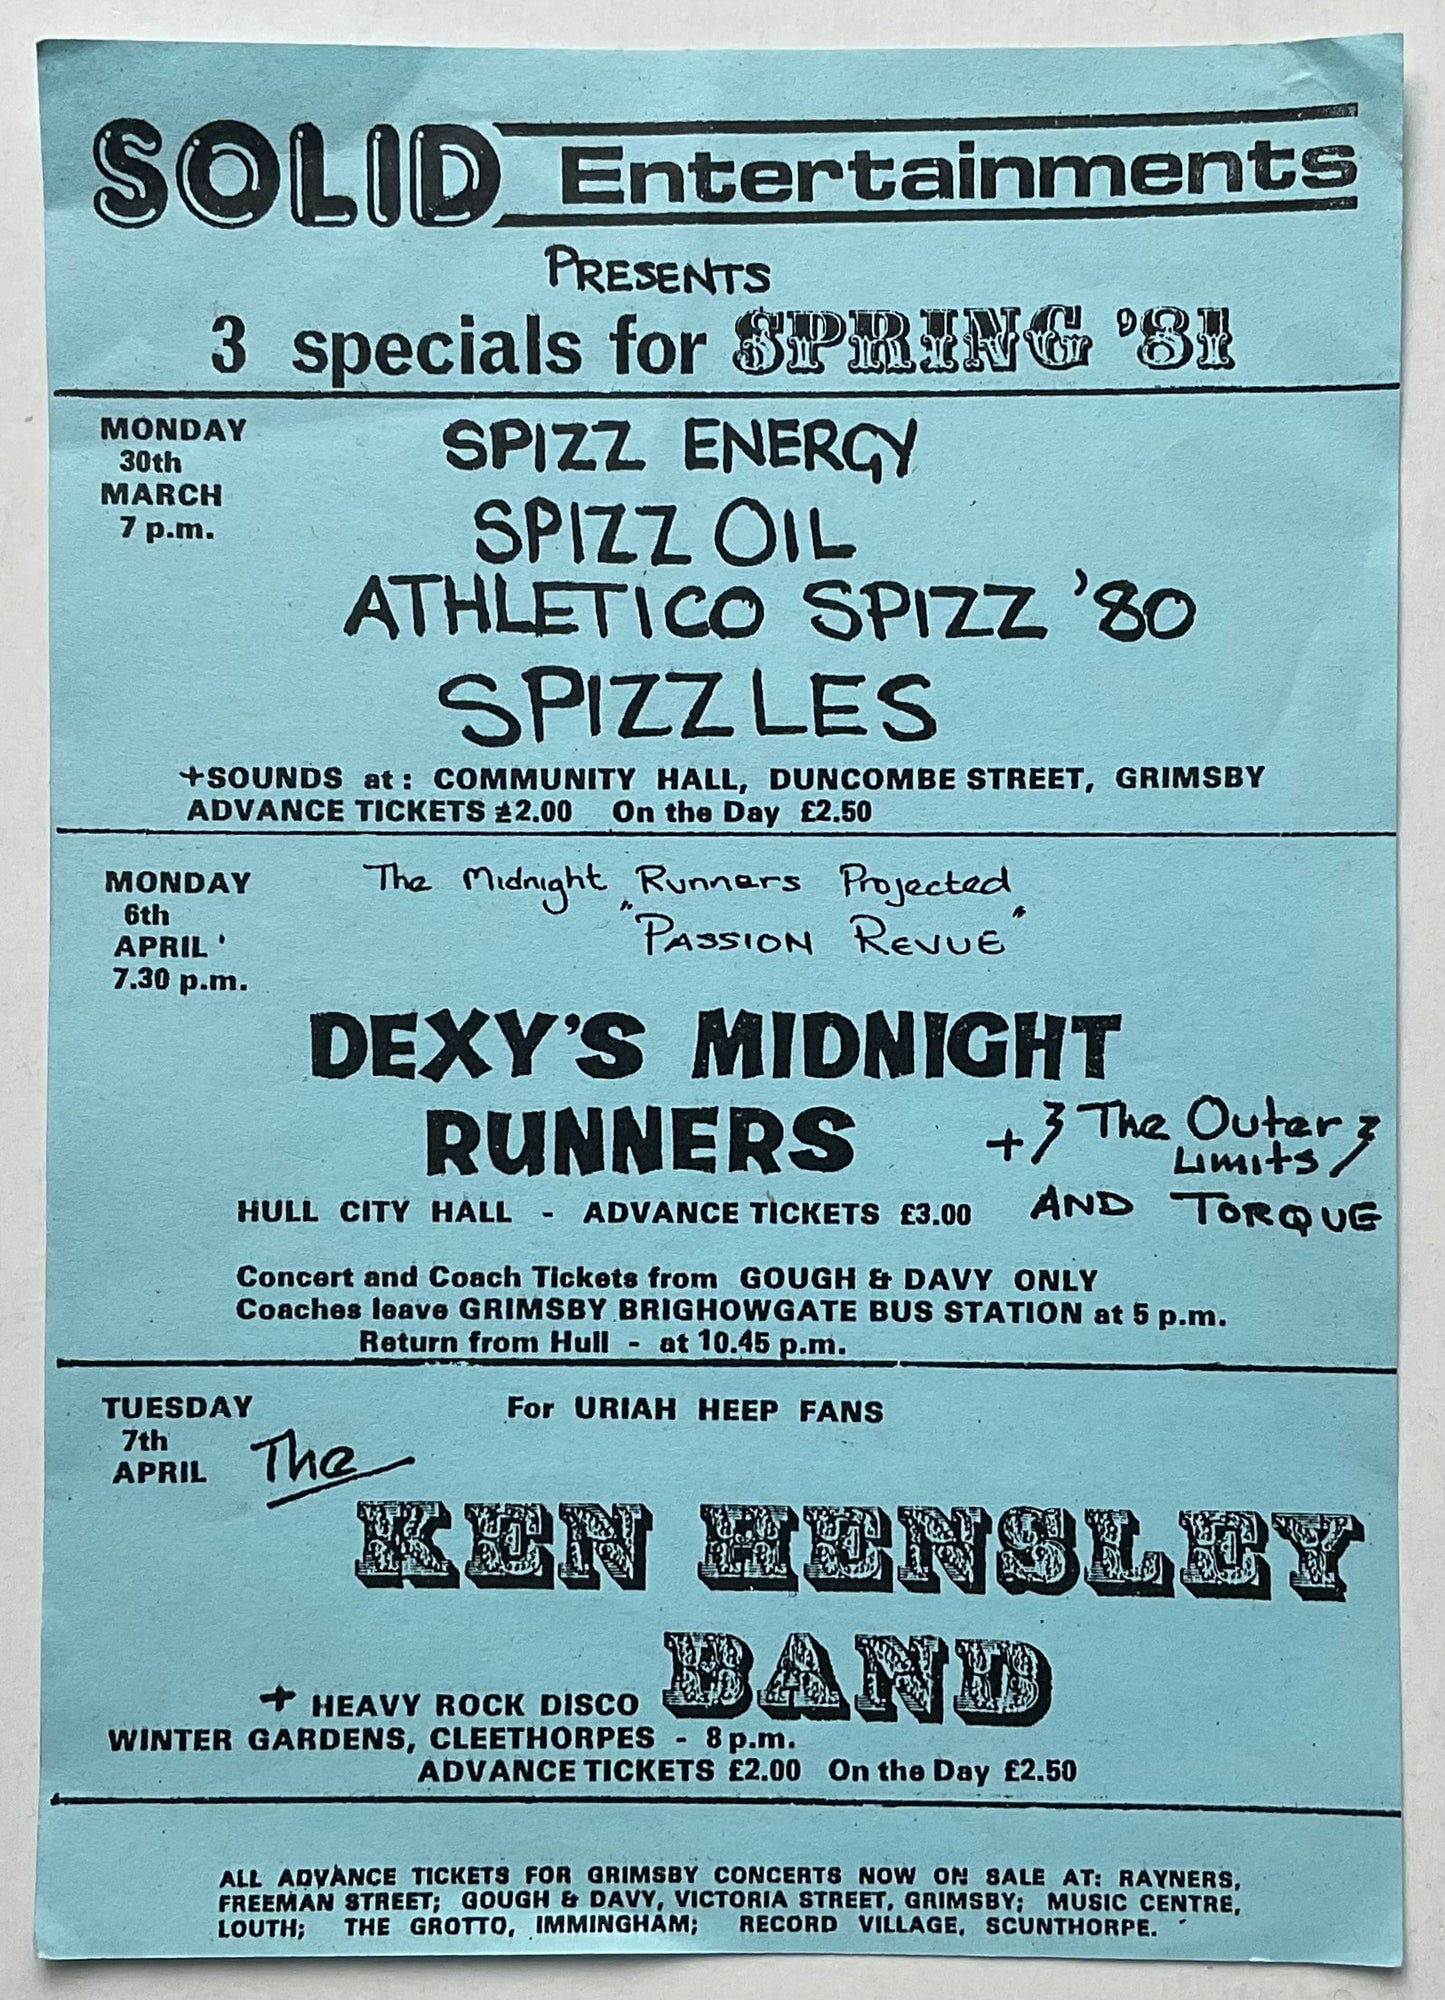 SOLID Entertainments
PRESENTS
3 specials for SPRING '81
MONDAY
30th
MARCH
7 p.m.
SPIZZ ENERGY
SPIZZ OIL
ATHLETICO SPIZZ '80
SPIZZLES
+SOUNDS at: COMMUNITY HALL, DUNCOMBE STREET, GRIMSBY
ADVANCE TICKETS £2.00 On the Day £2.50
MONDAY
6th
APRIL
7.30 p.m.
The Midnight Runners Projected
"PASSION REVUE"
DEXY'S MIDNIGHT
RUNNERS
+ The Outer
Limits
AND TORQUE
HULL CITY HALL - ADVANCE TICKETS £3.00
Concert and Coach Tickets from GOUGH & DAVY ONLY
Coaches leave GRIMSBY BRIGHOWGATE BUS STATION at 5 p.m.
Return from Hull - at 10.45 p.m.
TUESDAY
7th
APRIL
For URIAH HEEP FANS
The
KEN HENSLEY
BAND
+ HEAVY ROCK DISCO
WINTER GARDENS, CLEETHORPES - 8 p.m.
ADVANCE TICKETS £2.00 On the Day £2.50
ALL ADVANCE TICKETS FOR GRIMSBY CONCERTS NOW ON SALE AT: RAYNERS,
FREEMAN STREET; GOUGH & DAVY, VICTORIA STREET, GRIMSBY; MUSIC CENTRE,
LOUTH; THE GROTTO, IMMINGHAM; RECORD VILLAGE, SCUNTHORPE.